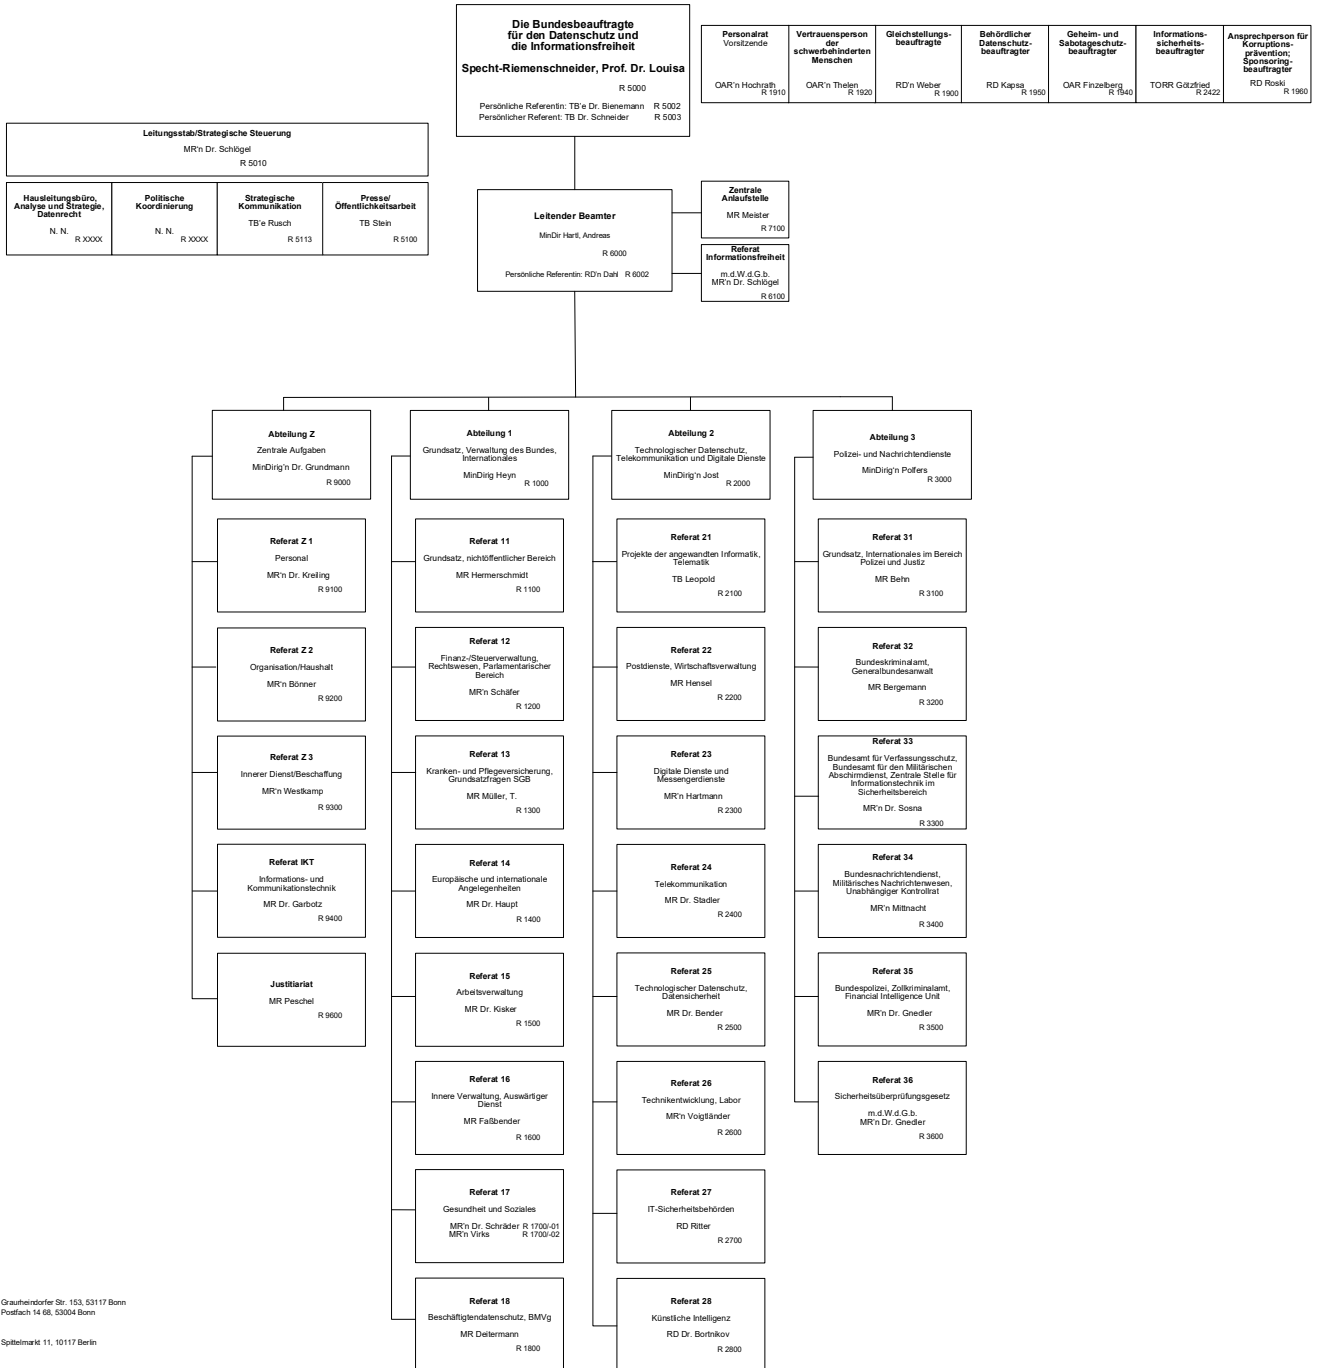 Die Bundesbeauftragte
für den Datenschutz und
die Informationsfreiheit
Specht-Riemenschneider, Prof. Dr. Louisa
R 5000
Persönliche Referentin: TB'e Dr. Bienemann R 5002
Persönlicher Referent: TB Dr. Schneider R 5003
Personalrat
Vorsitzende
OAR'n Hochrath
R 1910
Vertrauensperson
der
schwerbehinderten
Menschen
OAR'n Thelen
R 1920
Gleichstellungs-
beauftragte
RD'n Weber
R 1900
Behördlicher
Datenschutz-
beauftragter
RD Kapsa
R 1950
Geheim- und
Sabotageschutz-
beauftragter
OAR Finzelberg
R 1940
Informations-
sicherheits-
beauftragter
TORR Götzfried
R 2422
Ansprechperson für
Korruptions-
prävention;
Sponsoring-
beauftragter
RD Roski
R 1960
Leitungsstab/Strategische Steuerung
MR'n Dr. Schlögel
R 5010
Hausleitungsbüro,
Analyse und Strategie,
Datenrecht
N. N.
R XXXX
Politische
Koordinierung
N. N.
R XXXX
Strategische
Kommunikation
TB'e Rusch
R 5113
Presse/
Öffentlichkeitsarbeit
TB Stein
R 5100
Leitender Beamter
MinDir Hartl, Andreas
R 6000
Persönliche Referentin: RD'n Dahl R 6002
Zentrale
Anlaufstelle
MR Meister
R 7100
Referat
Informationsfreiheit
m.d.W.d.G.b.
MR'n Dr. Schlögel
R 6100
Abteilung Z
Zentrale Aufgaben
MinDirig'n Dr. Grundmann
R 9000
Referat Z 1
Personal
MR'n Dr. Kreiling
R 9100
Referat Z 2
Organisation/Haushalt
MR'n Bönner
R 9200
Referat Z 3
Innerer Dienst/Beschaffung
MR'n Westkamp
R 9300
Referat IKT
Informations- und
Kommunikationstechnik
MR Dr. Garbotz
R 9400
Justitiariat
MR Peschel
R 9600
Abteilung 1
Grundsatz, Verwaltung des Bundes,
Internationales
MinDirig Heyn
R 1000
Referat 11
Grundsatz, nichtöffentlicher Bereich
MR Hermerschmidt
R 1100
Referat 12
Finanz-/Steuerverwaltung,
Rechtswesen, Parlamentarischer
Bereich
MR'n Schäfer
R 1200
Referat 13
Kranken- und Pflegeversicherung,
Grundsatzfragen SGB
MR Müller, T.
R 1300
Referat 14
Europäische und internationale
Angelegenheiten
MR Dr. Haupt
R 1400
Referat 15
Arbeitsverwaltung
MR Dr. Kisker
R 1500
Referat 16
Innere Verwaltung, Auswärtiger
Dienst
MR Faßbender
R 1600
Referat 17
Gesundheit und Soziales
MR'n Dr. Schräder R 1700/-01
MR'n Virks R 1700/-02
Referat 18
Beschäftigtendatenschutz, BMVg
MR Deitermann
R 1800
Abteilung 2
Technologischer Datenschutz,
Telekommunikation und Digitale Dienste
MinDirig'n Jost
R 2000
Referat 21
Projekte der angewandten Informatik,
Telematik
TB Leopold
R 2100
Referat 22
Postdienste, Wirtschaftsverwaltung
MR Hensel
R 2200
Referat 23
Digitale Dienste und
Messengerdienste
MR'n Hartmann
R 2300
Referat 24
Telekommunikation
MR Dr. Stadler
R 2400
Referat 25
Technologischer Datenschutz,
Datensicherheit
MR Dr. Bender
R 2500
Referat 26
Technikentwicklung, Labor
MR'n Voigtländer
R 2600
Referat 27
IT-Sicherheitsbehörden
RD Ritter
R 2700
Referat 28
Künstliche Intelligenz
RD Dr. Bortnikov
R 2800
Abteilung 3
Polizei- und Nachrichtendienste
MinDirig'n Polfers
R 3000
Referat 31
Grundsatz, Internationales im Bereich
Polizei und Justiz
MR Behn
R 3100
Referat 32
Bundeskriminalamt,
Generalbundesanwalt
MR Bergemann
R 3200
Referat 33
Bundesamt für Verfassungsschutz,
Bundesamt für den Militärischen
Abschirmdienst, Zentrale Stelle für
Informationstechnik im
Sicherheitsbereich
MR'n Dr. Sosna
R 3300
Referat 34
Bundesnachrichtendienst,
Militärisches Nachrichtenwesen,
Unabhängiger Kontrollrat
MR'n Mittnacht
R 3400
Referat 35
Bundespolizei, Zollkriminalamt,
Financial Intelligence Unit
MR'n Dr. Gnedler
R 3500
Referat 36
Sicherheitsüberprüfungsgesetz
m.d.W.d.G.b.
MR'n Dr. Gnedler
R 3600
Graurheindorfer Str. 153, 53117 Bonn
Postfach 14 68, 53004 Bonn
Spittelmarkt 11, 10117 Berlin